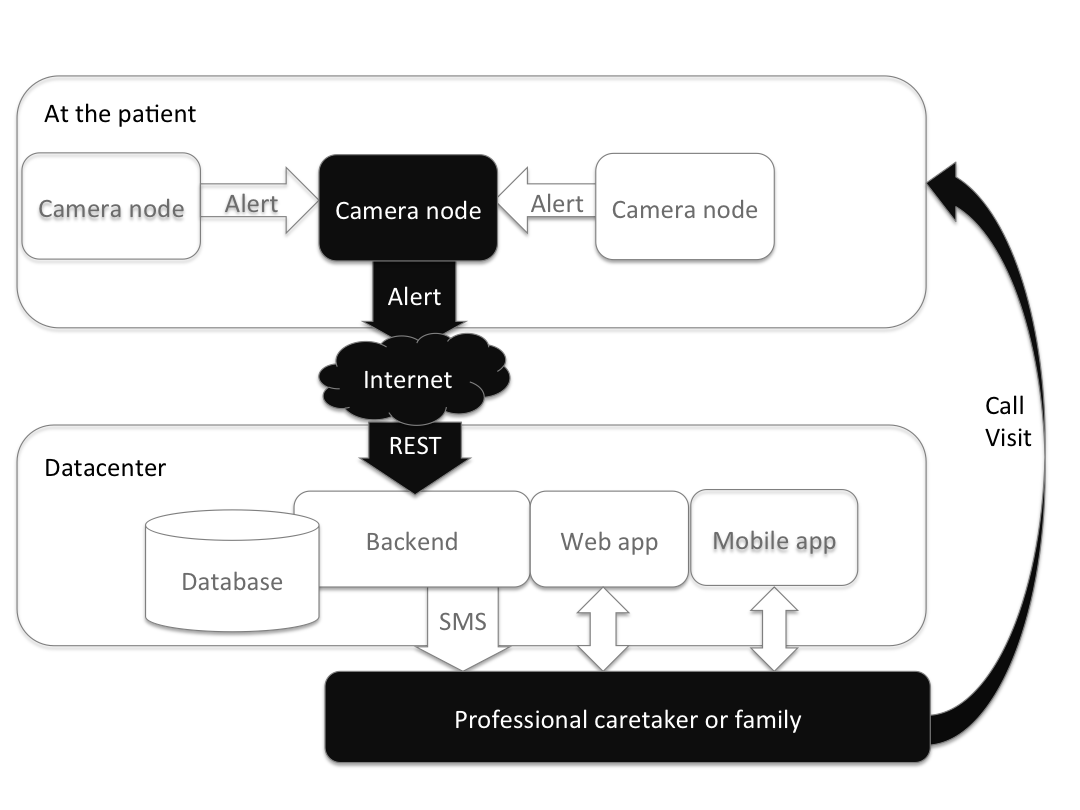 At the patient
Camera node
Alert
Camera node
Alert
Camera node
Alert
Internet
REST
Datacenter
Backend
Web app
Mobile app
Database
SMS
Professional caretaker or family
Call
Visit